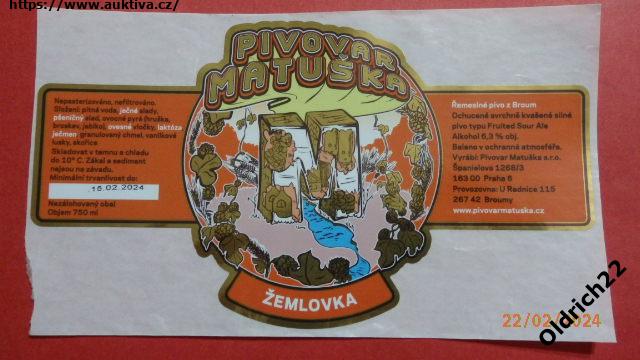 https://www.auktiva.cz/
PIVOVAR
MATUŠKA
Nepasterizováno, nefiltrováno.
Složení: pitná voda, ječné slady,
pšeničný slad, ovocné pyré (hruška,
broskev, jablko), ovesné vločky, laktóza
ječmen, granulovaný chmel, vanilkové
lusky, skořice
Skladovat v temnu a chladu
do 10° C. Zákal a sediment
nejsou na závadu.
Minimální trvanlivost do:
16.02.2024
Nezálohovaný obal
Objem 750 ml
Řemeslné pivo z Broum
Ochucené svrchně kvašené silné
pivo typu Fruited Sour Ale
Alkohol 6,3 % obj.
Baleno v ochranné atmosféře.
Vyrábí: Pivovar Matuška s.r.o.
Španielova 1268/3
163 00 Praha 6
Provozovna: U Radnice 115
267 42 Broumy
www.pivovarmatuska.cz
ŽEMLOVKA
22/02/2024
Oldrich22